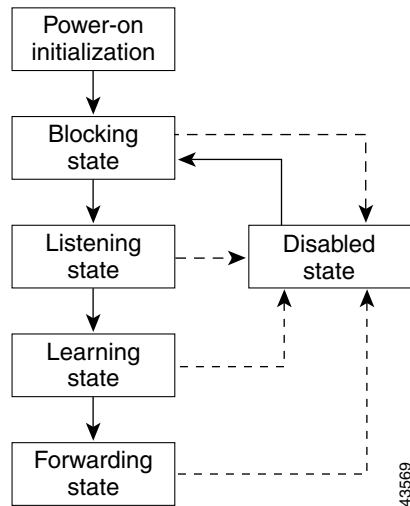 Power-on
initialization
Blocking
state
Listening
state
Disabled
state
Learning
state
Forwarding
state
43569